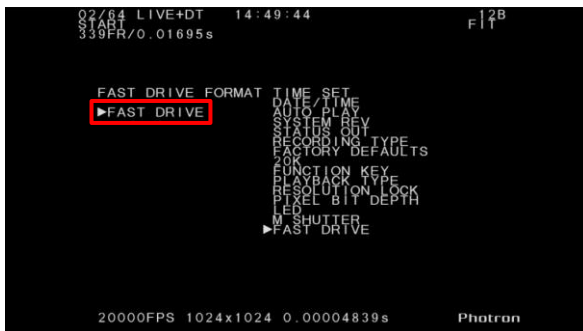 02/64 LIVE+DT 14:49:44 12B
START FIT
339FR/0.01695s
FAST DRIVE FORMAT TIME SET
DATE/TIME
►FAST DRIVE AUTO PLAY
SYSTEM REV
STATUS OUT
RECORDING TYPE
FACTORY DEFAULTS
20K
FUNCTION KEY
PLAYBACK TYPE
RESOLUTION LOCK
PIXEL BIT DEPTH
LED
M SHUTTER
►FAST DRIVE
20000FPS 1024x1024 0.00004839s Photron